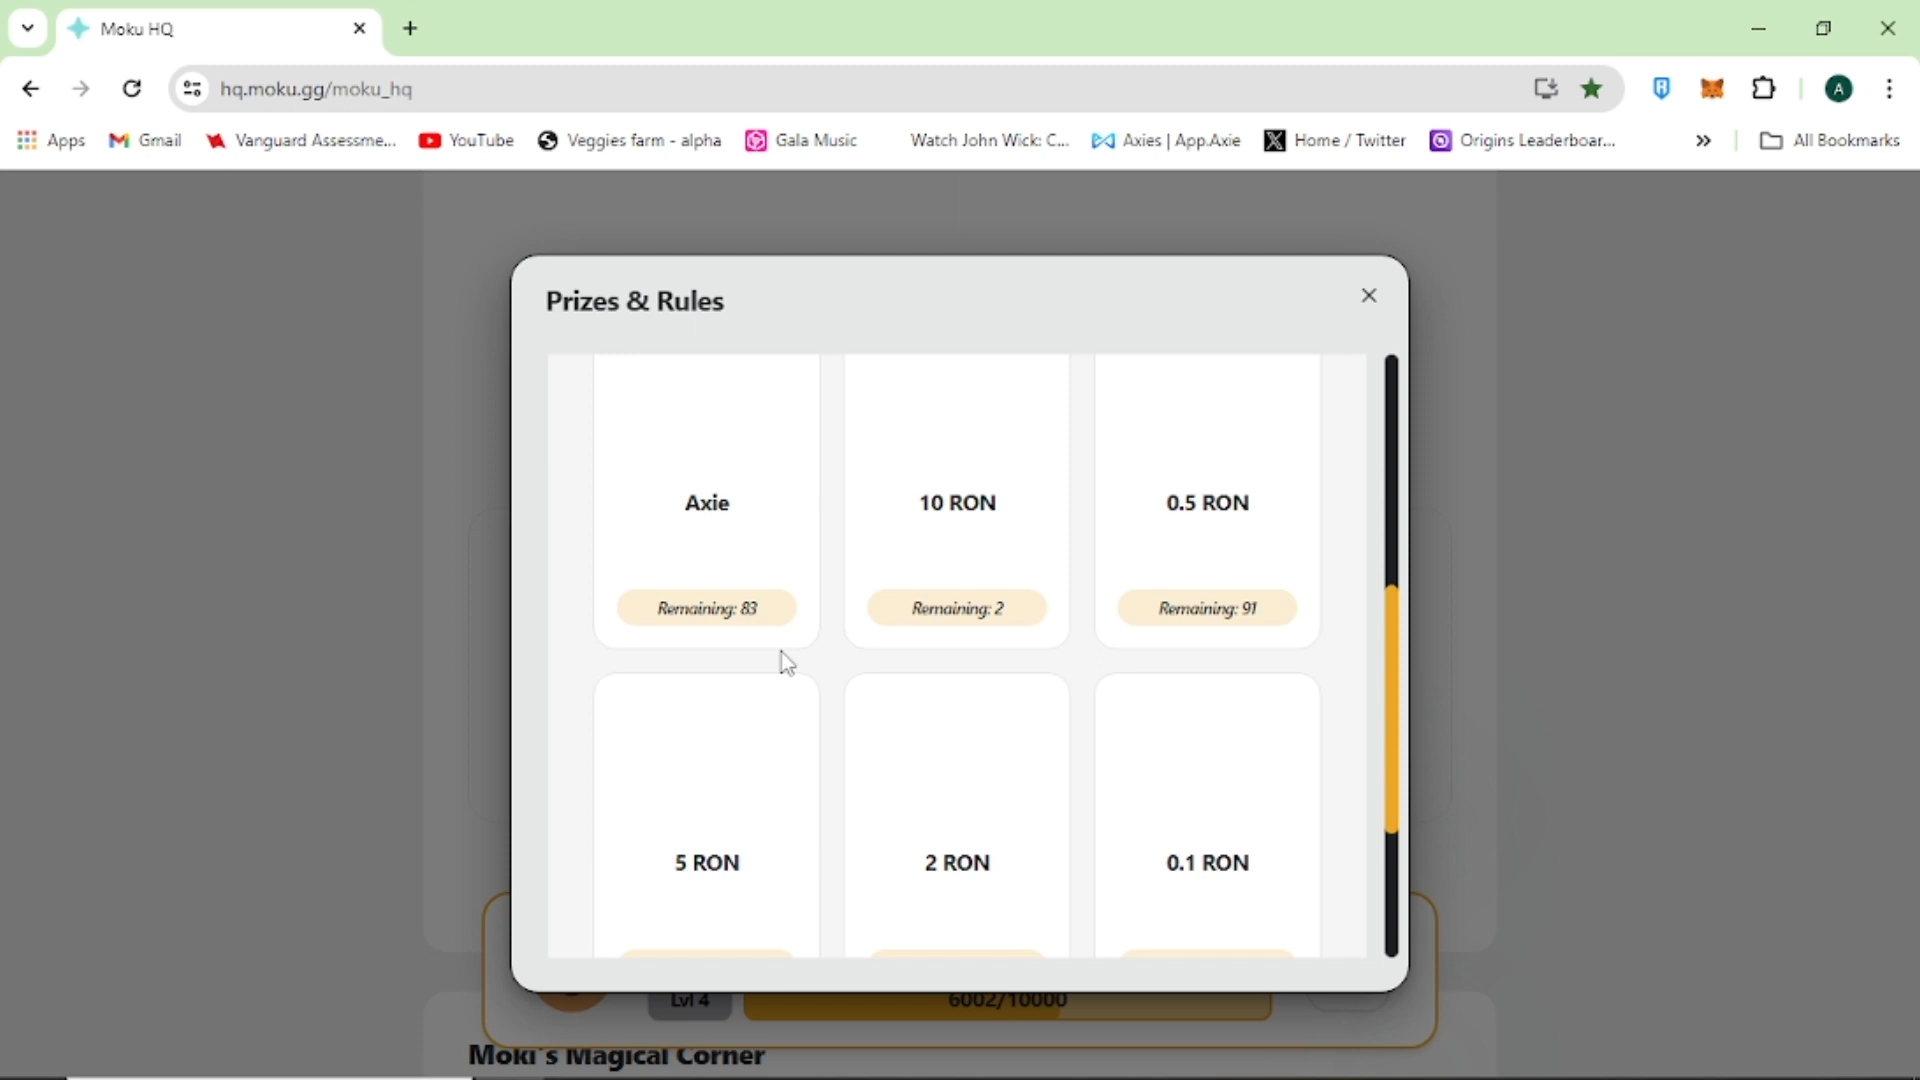 Moku HQ
hq.moku.gg/moku_hq
A
Apps
Gmail
Vanguard Assessme...
YouTube
Veggies farm - alpha
Gala Music
Watch John Wick: C...
Axies | App.Axie
Home / Twitter
Origins Leaderboar...
All Bookmarks
Prizes & Rules
Axie
10 RON
0.5 RON
Remaining: 83
Remaining: 2
Remaining: 91
5 RON
2 RON
0.1 RON
Lvl 4
6002/10000
Moki's Magical Corner